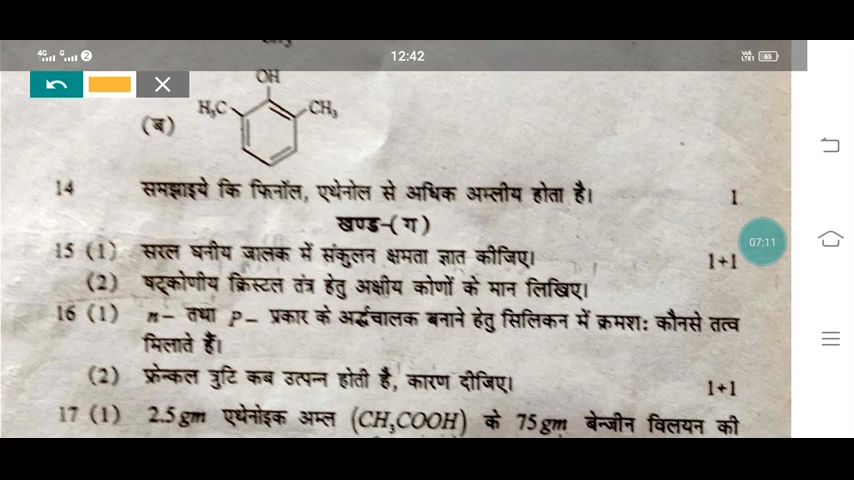 4G G 2 12:42 65
OH
H₃C CH₃
(ब)
14 समझाइये कि फिनॉल, एथेनोल से अधिक अम्लीय होता है। 1
खण्ड-(ग)
15 (1) सरल घनीय जालक में संकुलन क्षमता ज्ञात कीजिए। 1+1
07:11
(2) षट्कोणीय क्रिस्टल तंत्र हेतु अक्षीय कोणों के मान लिखिए।
16 (1) n- तथा P- प्रकार के अर्द्धचालक बनाने हेतु सिलिकन में क्रमश: कौनसे तत्व
मिलाते हैं।
(2) फ्रेन्कल त्रुटि कब उत्पन्न होती है, कारण दीजिए। 1+1
17 (1) 2.5 gm एथेनोइक अम्ल (CH₃COOH) के 75 gm बेन्जीन विलयन की